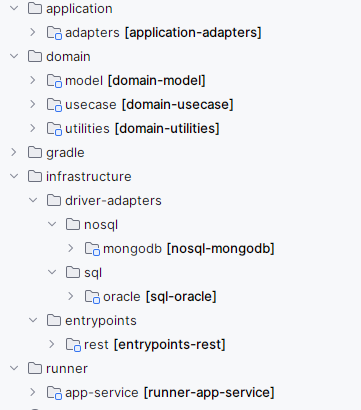 application
adapters [application-adapters]
domain
model [domain-model]
usecase [domain-usecase]
utilities [domain-utilities]
gradle
infrastructure
driver-adapters
nosql
mongodb [nosql-mongodb]
sql
oracle [sql-oracle]
entrypoints
rest [entrypoints-rest]
runner
app-service [runner-app-service]